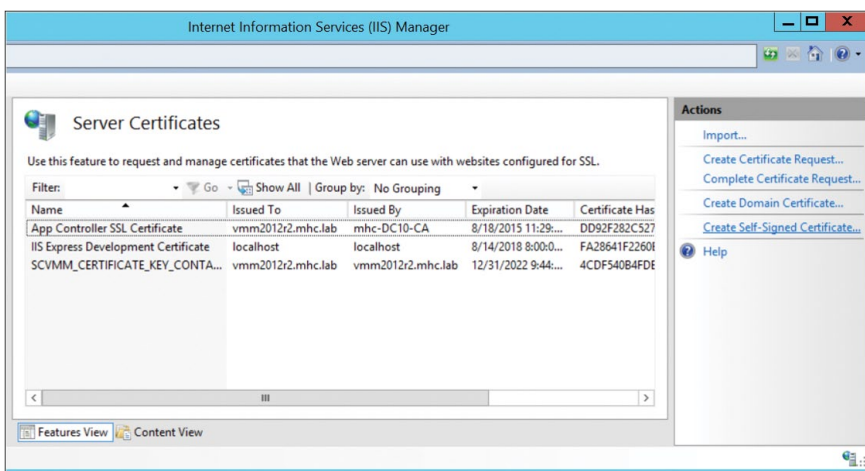 Internet Information Services (IIS) Manager
Server Certificates
Use this feature to request and manage certificates that the Web server can use with websites configured for SSL.
Filter: Go Show All Group by: No Grouping
Name Issued To Issued By Expiration Date Certificate Has
App Controller SSL Certificate vmm2012r2.mhc.lab mhc-DC10-CA 8/18/2015 11:29:... DD92F282C527
IIS Express Development Certificate localhost localhost 8/14/2018 8:00:0... FA28641F2260E
SCVMM_CERTIFICATE_KEY_CONTA... vmm2012r2.mhc.lab vmm2012r2.mhc.lab 12/31/2022 9:44:... 4CDF540B4FDE
Features View Content View
Actions
Import...
Create Certificate Request...
Complete Certificate Request...
Create Domain Certificate...
Create Self-Signed Certificate...
Help